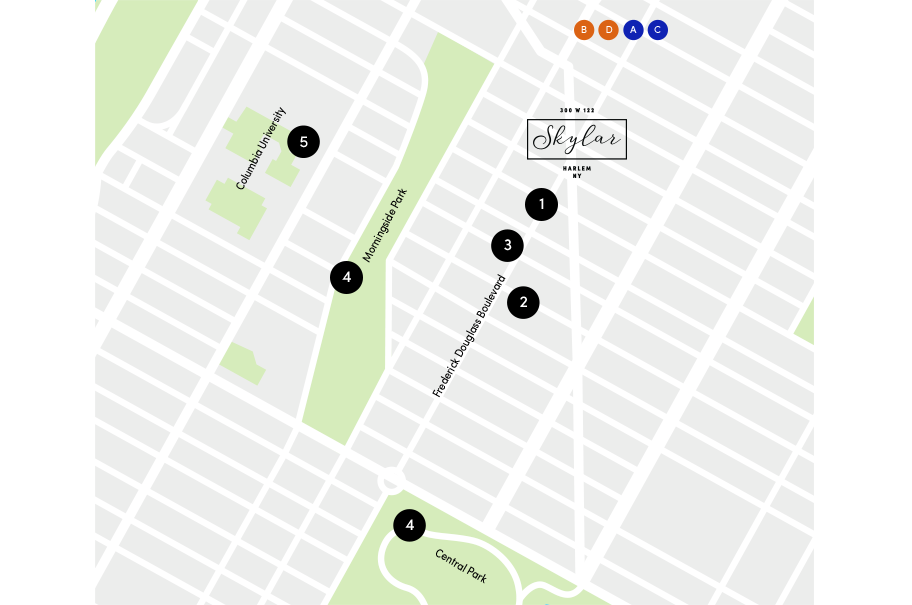 B D A C
300 W 122
Skylar
HARLEM
NY
Columbia University
5
1
Morningside Park
3
4
Frederick Douglass Boulevard
2
4
Central Park